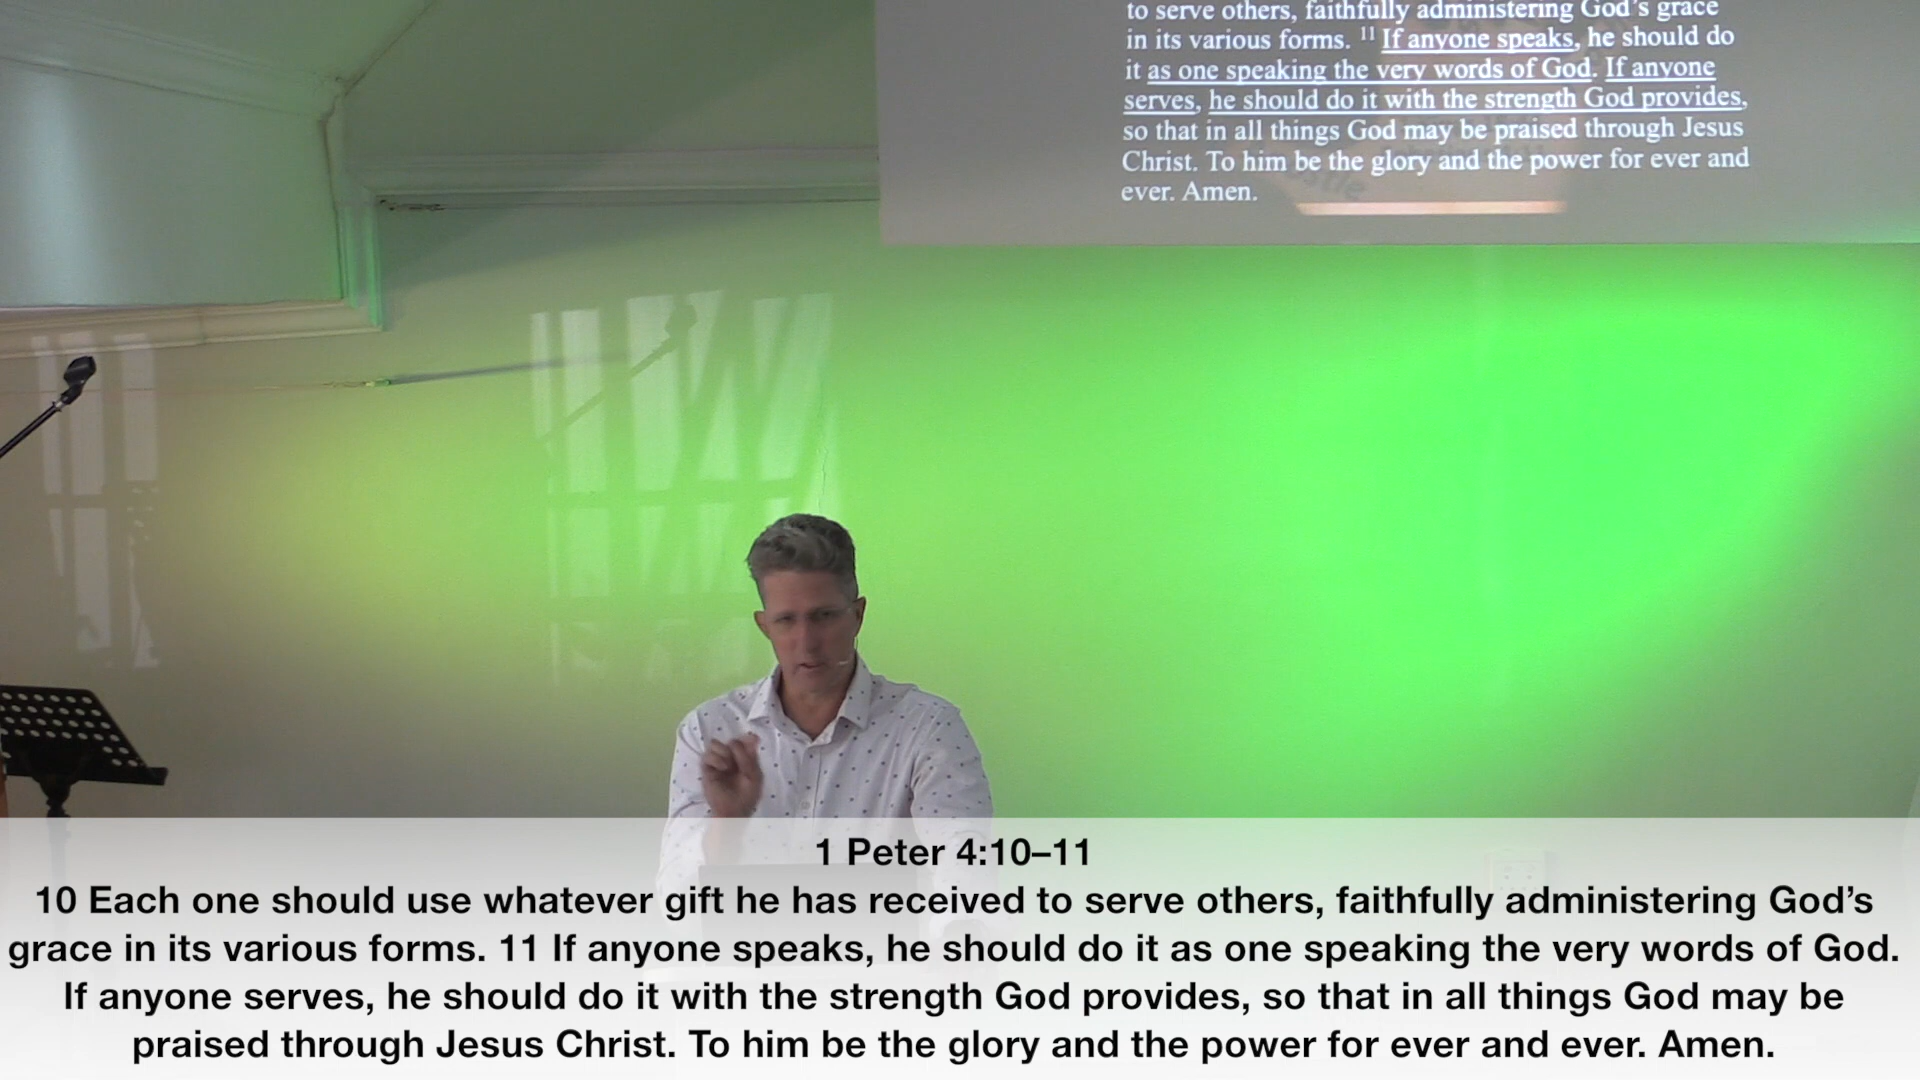 to serve others, faithfully administering God's grace
in its various forms. 11 If anyone speaks, he should do
it as one speaking the very words of God. If anyone
serves, he should do it with the strength God provides,
so that in all things God may be praised through Jesus
Christ. To him be the glory and the power for ever and
ever. Amen.
1 Peter 4:10–11
10 Each one should use whatever gift he has received to serve others, faithfully administering God’s
grace in its various forms. 11 If anyone speaks, he should do it as one speaking the very words of God.
If anyone serves, he should do it with the strength God provides, so that in all things God may be
praised through Jesus Christ. To him be the glory and the power for ever and ever. Amen.